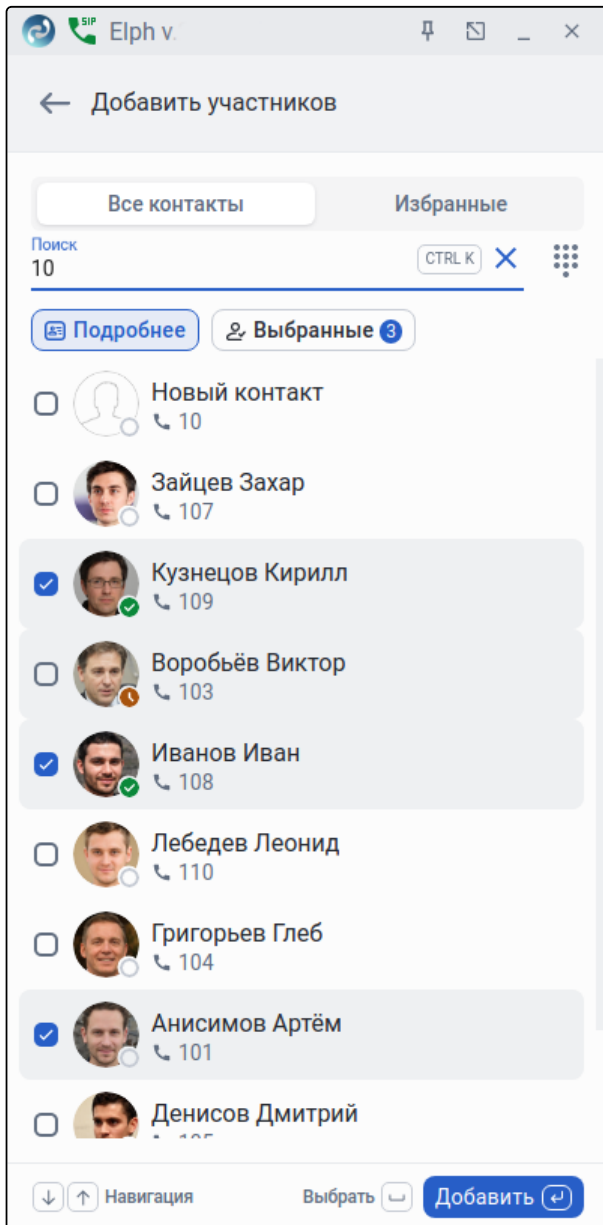 SIP Elph v.
Добавить участников
Все контакты Избранные
Поиск
10 CTRL K
Подробнее Выбранные 3
Новый контакт
10
Зайцев Захар
107
Кузнецов Кирилл
109
Воробьёв Виктор
103
Иванов Иван
108
Лебедев Леонид
110
Григорьев Глеб
104
Анисимов Артём
101
Денисов Дмитрий
Навигация Выбрать Добавить